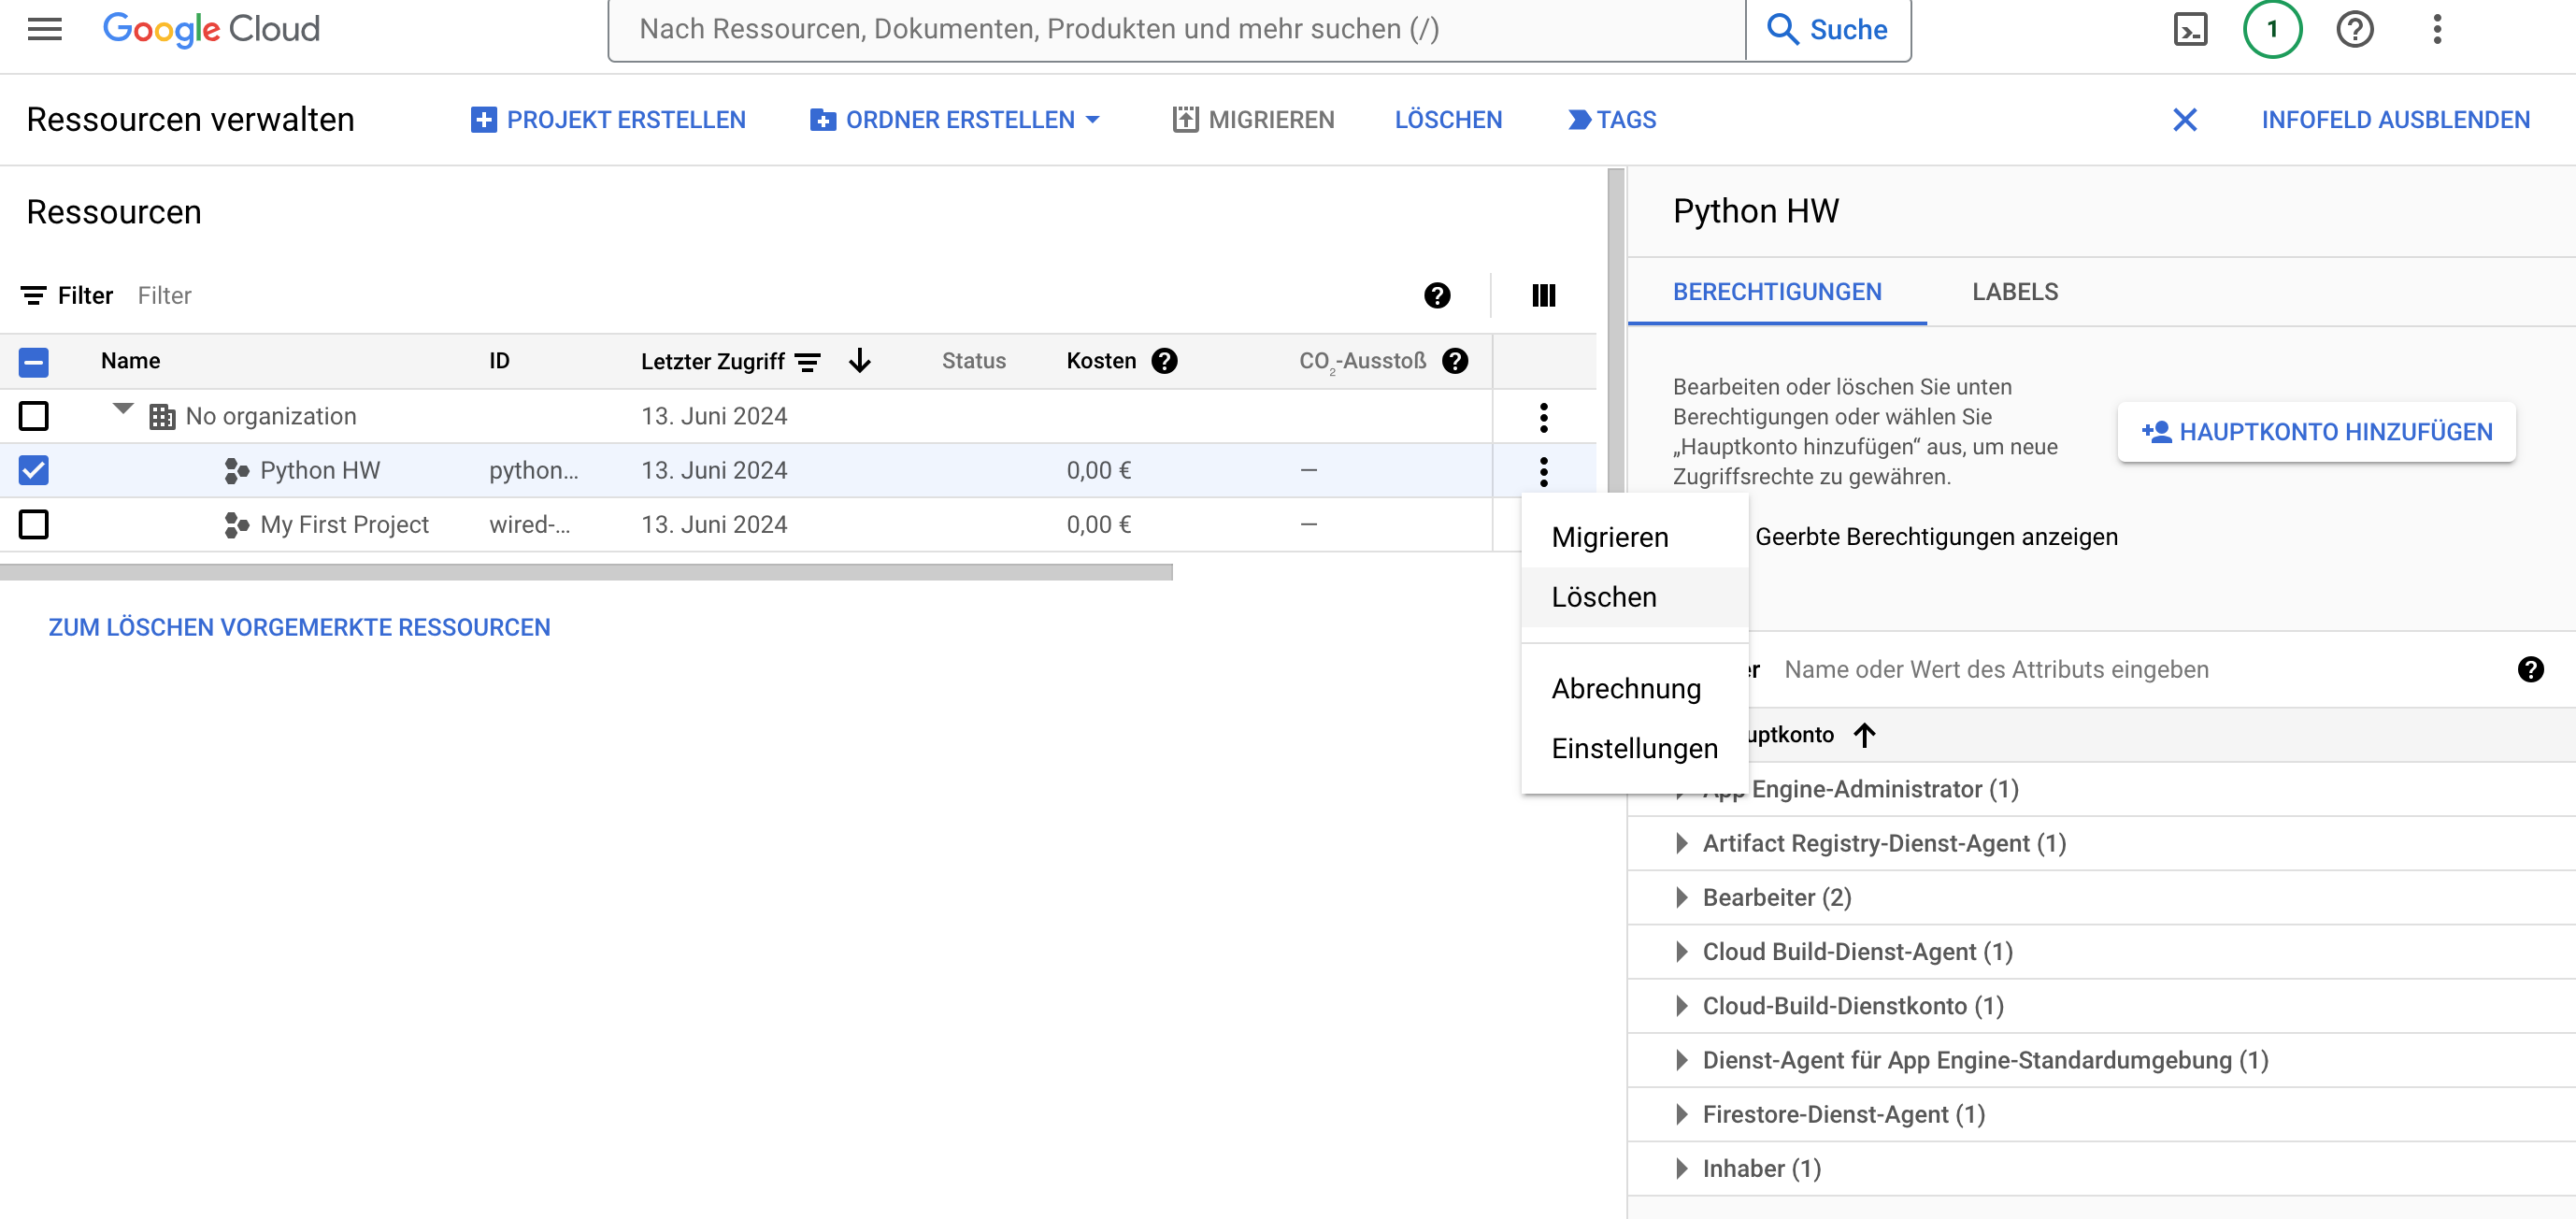 Google Cloud
Nach Ressourcen, Dokumenten, Produkten und mehr suchen (/)
Suche
1
Ressourcen verwalten
PROJEKT ERSTELLEN
ORDNER ERSTELLEN
MIGRIEREN
LÖSCHEN
TAGS
INFOFELD AUSBLENDEN
Ressourcen
Filter Filter
Name ID Letzter Zugriff Status Kosten CO2-Ausstoß
No organization 13. Juni 2024
Python HW python... 13. Juni 2024 0,00 € —
My First Project wired-... 13. Juni 2024 0,00 € —
ZUM LÖSCHEN VORGEMERKTE RESSOURCEN
Migrieren
Löschen
Abrechnung
Einstellungen
Python HW
BERECHTIGUNGEN
LABELS
Bearbeiten oder löschen Sie unten
Berechtigungen oder wählen Sie
„Hauptkonto hinzufügen“ aus, um neue
Zugriffsrechte zu gewähren.
HAUPTKONTO HINZUFÜGEN
Geerbte Berechtigungen anzeigen
er Name oder Wert des Attributs eingeben
uptkonto
App Engine-Administrator (1)
Artifact Registry-Dienst-Agent (1)
Bearbeiter (2)
Cloud Build-Dienst-Agent (1)
Cloud-Build-Dienstkonto (1)
Dienst-Agent für App Engine-Standardumgebung (1)
Firestore-Dienst-Agent (1)
Inhaber (1)